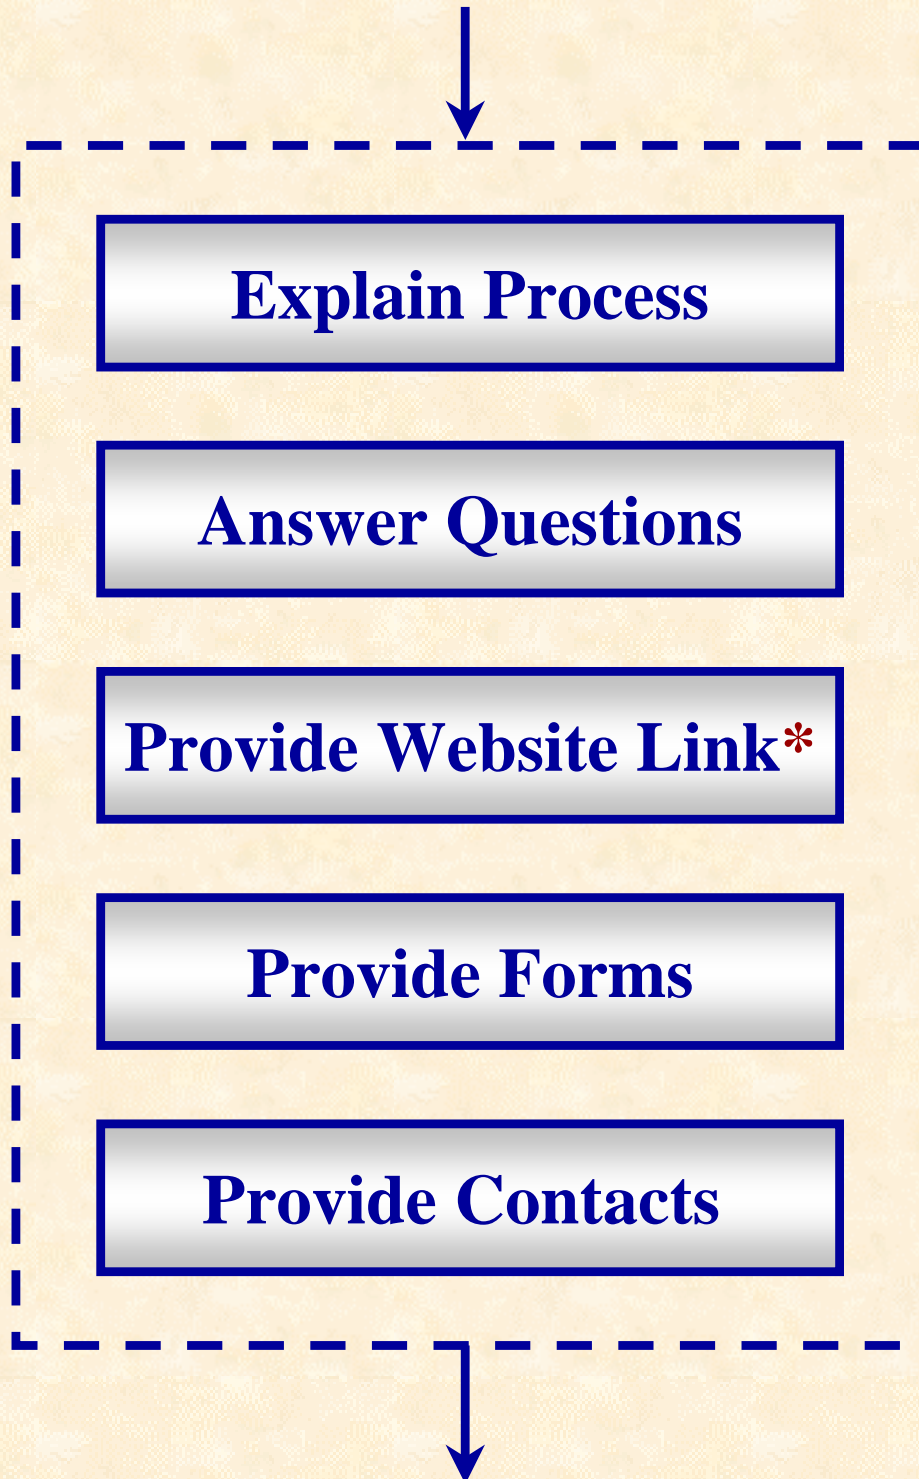 Explain Process
Answer Questions
Provide Website Link*
Provide Forms
Provide Contacts